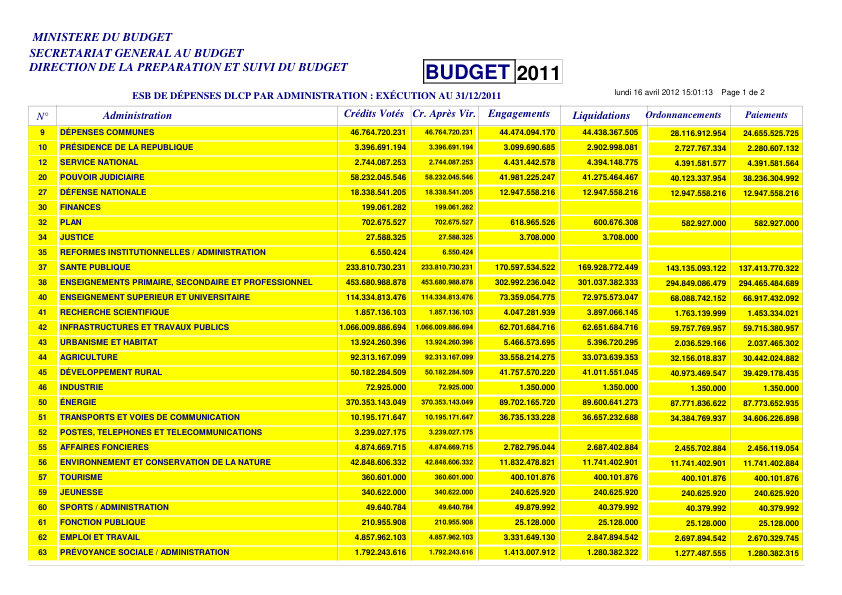 MINISTERE DU BUDGET
SECRETARIAT GENERAL AU BUDGET
DIRECTION DE LA PREPARATION ET SUIVI DU BUDGET
BUDGET 2011
ESB DE DÉPENSES DLCP PAR ADMINISTRATION : EXÉCUTION AU 31/12/2011
lundi 16 avril 2012 15:01:13 Page 1 de 2
N° Administration Crédits Votés Cr. Après Vir. Engagements Liquidations Ordonnancements Paiements
9 DÉPENSES COMMUNES 46.764.720.231 46.764.720.231 44.474.094.170 44.438.367.505 28.116.912.954 24.655.525.725
10 PRÉSIDENCE DE LA REPUBLIQUE 3.396.691.194 3.396.691.194 3.099.690.685 2.902.998.081 2.727.767.334 2.280.607.132
12 SERVICE NATIONAL 2.744.087.253 2.744.087.253 4.431.442.578 4.394.148.775 4.391.581.577 4.391.581.564
20 POUVOIR JUDICIAIRE 58.232.045.546 58.232.045.546 41.981.225.247 41.275.464.467 40.123.337.954 38.236.304.992
27 DÉFENSE NATIONALE 18.338.541.205 18.338.541.205 12.947.558.216 12.947.558.216 12.947.558.216 12.947.558.216
30 FINANCES 199.061.282 199.061.282
32 PLAN 702.675.527 702.675.527 618.965.526 600.676.308 582.927.000 582.927.000
34 JUSTICE 27.588.325 27.588.325 3.708.000 3.708.000
35 REFORMES INSTITUTIONNELLES / ADMINISTRATION 6.550.424 6.550.424
37 SANTE PUBLIQUE 233.810.730.231 233.810.730.231 170.597.534.522 169.928.772.449 143.135.093.122 137.413.770.322
38 ENSEIGNEMENTS PRIMAIRE, SECONDAIRE ET PROFESSIONNEL 453.680.988.878 453.680.988.878 302.992.236.042 301.037.382.333 294.849.086.479 294.465.484.689
40 ENSEIGNEMENT SUPERIEUR ET UNIVERSITAIRE 114.334.813.476 114.334.813.476 73.359.054.775 72.975.573.047 68.088.742.152 66.917.432.092
41 RECHERCHE SCIENTIFIQUE 1.857.136.103 1.857.136.103 4.047.281.939 3.897.066.145 1.763.139.999 1.453.334.021
42 INFRASTRUCTURES ET TRAVAUX PUBLICS 1.066.009.886.694 1.066.009.886.694 62.701.684.716 62.651.684.716 59.757.769.957 59.715.380.957
43 URBANISME ET HABITAT 13.924.260.396 13.924.260.396 5.466.573.695 5.396.720.295 2.036.529.166 2.037.465.302
44 AGRICULTURE 92.313.167.099 92.313.167.099 33.558.214.275 33.073.639.353 32.156.018.837 30.442.024.882
45 DÉVELOPPEMENT RURAL 50.182.284.509 50.182.284.509 41.757.570.220 41.011.551.045 40.973.469.547 39.429.178.435
46 INDUSTRIE 72.925.000 72.925.000 1.350.000 1.350.000 1.350.000 1.350.000
50 ÉNERGIE 370.353.143.049 370.353.143.049 89.702.165.720 89.600.641.273 87.771.836.622 87.773.652.935
51 TRANSPORTS ET VOIES DE COMMUNICATION 10.195.171.647 10.195.171.647 36.735.133.228 36.657.232.688 34.384.769.937 34.606.226.898
52 POSTES, TELEPHONES ET TELECOMMUNICATIONS 3.239.027.175 3.239.027.175
55 AFFAIRES FONCIERES 4.874.669.715 4.874.669.715 2.782.795.044 2.687.402.884 2.455.702.884 2.456.119.054
56 ENVIRONNEMENT ET CONSERVATION DE LA NATURE 42.848.606.332 42.848.606.332 11.832.478.821 11.741.402.901 11.741.402.901 11.741.402.884
57 TOURISME 360.601.000 360.601.000 400.101.876 400.101.876 400.101.876 400.101.876
59 JEUNESSE 340.622.000 340.622.000 240.625.920 240.625.920 240.625.920 240.625.920
60 SPORTS / ADMINISTRATION 49.640.784 49.640.784 49.879.992 40.379.992 40.379.992 40.379.992
61 FONCTION PUBLIQUE 210.955.908 210.955.908 25.128.000 25.128.000 25.128.000 25.128.000
62 EMPLOI ET TRAVAIL 4.857.962.103 4.857.962.103 3.331.649.130 2.847.894.542 2.697.894.542 2.670.329.745
63 PRÉVOYANCE SOCIALE / ADMINISTRATION 1.792.243.616 1.792.243.616 1.413.007.912 1.280.382.322 1.277.487.555 1.280.382.315